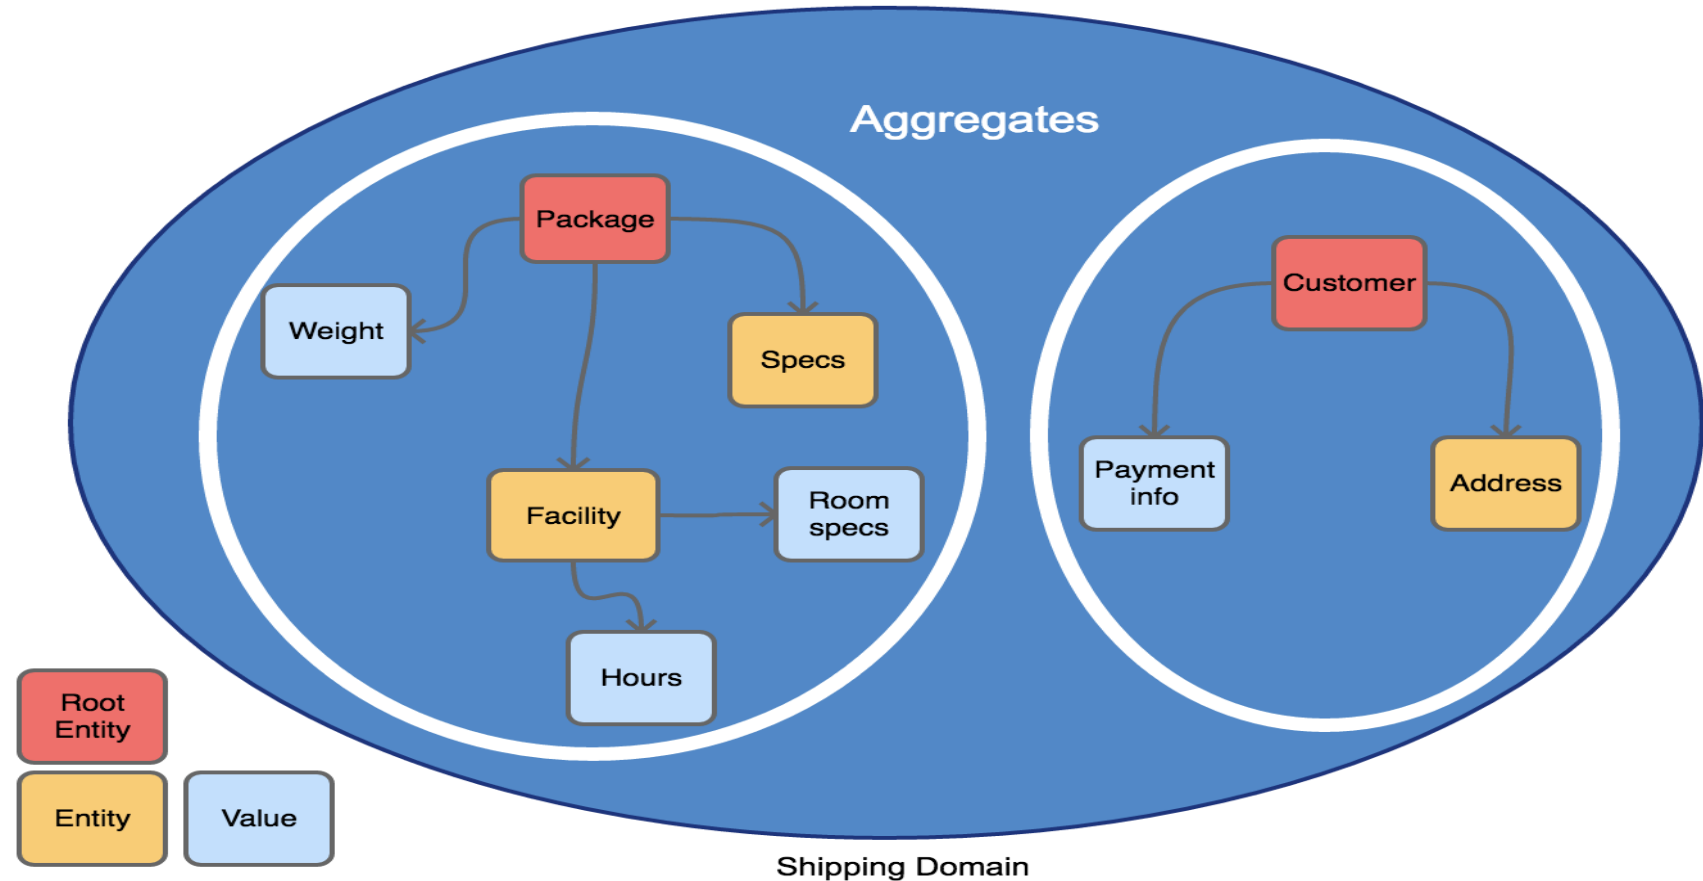 Aggregates
Package
Weight
Specs
Facility
Room
specs
Hours
Customer
Payment
info
Address
Root
Entity
Entity
Value
Shipping Domain